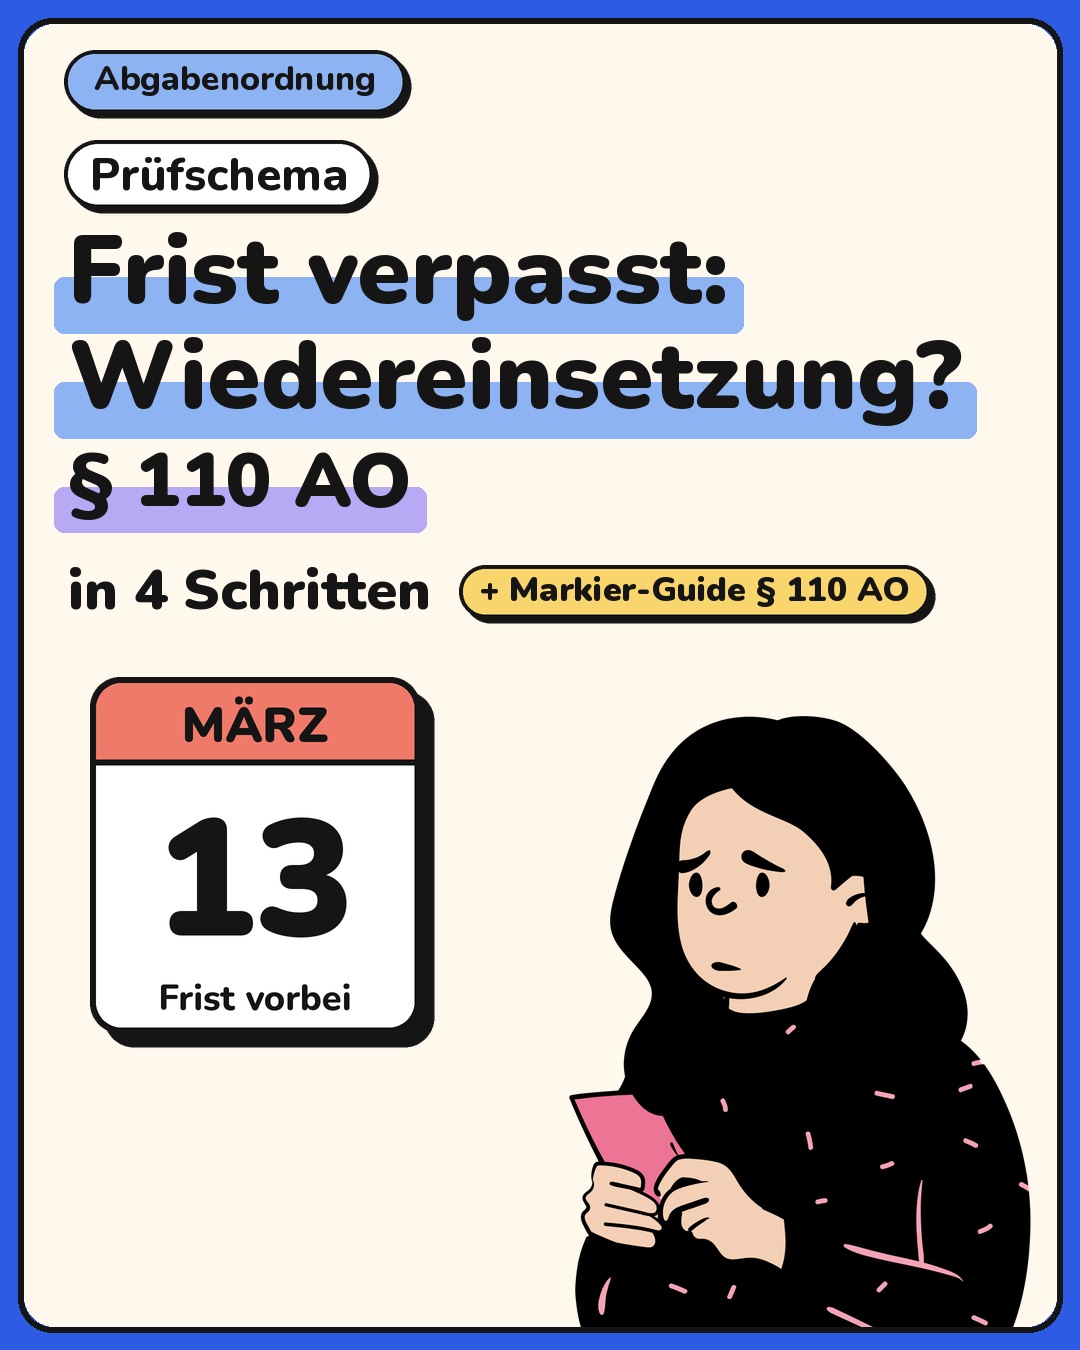 Abgabenordnung
Prüfschema
Frist verpasst:
Wiedereinsetzung?
§ 110 AO
in 4 Schritten
+ Markier-Guide § 110 AO
MÄRZ
13
Frist vorbei